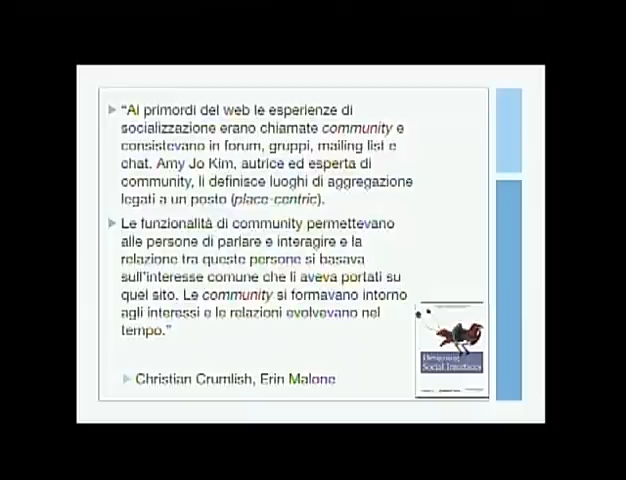 "Ai primordi del web le esperienze di
socializzazione erano chiamate community e
consistevano in forum, gruppi, mailing list e
chat. Amy Jo Kim, autrice ed esperta di
community, li definisce luoghi di aggregazione
legati a un posto (place-centric).
Le funzionalità di community permettevano
alle persone di parlare e interagire e la
relazione tra queste persone si basava
sull'interesse comune che li aveva portati su
quel sito. Le community si formavano intorno
agli interessi e le relazioni evolvevano nel
tempo."
Designing
Social Interfaces
Christian Crumlish, Erin Malone